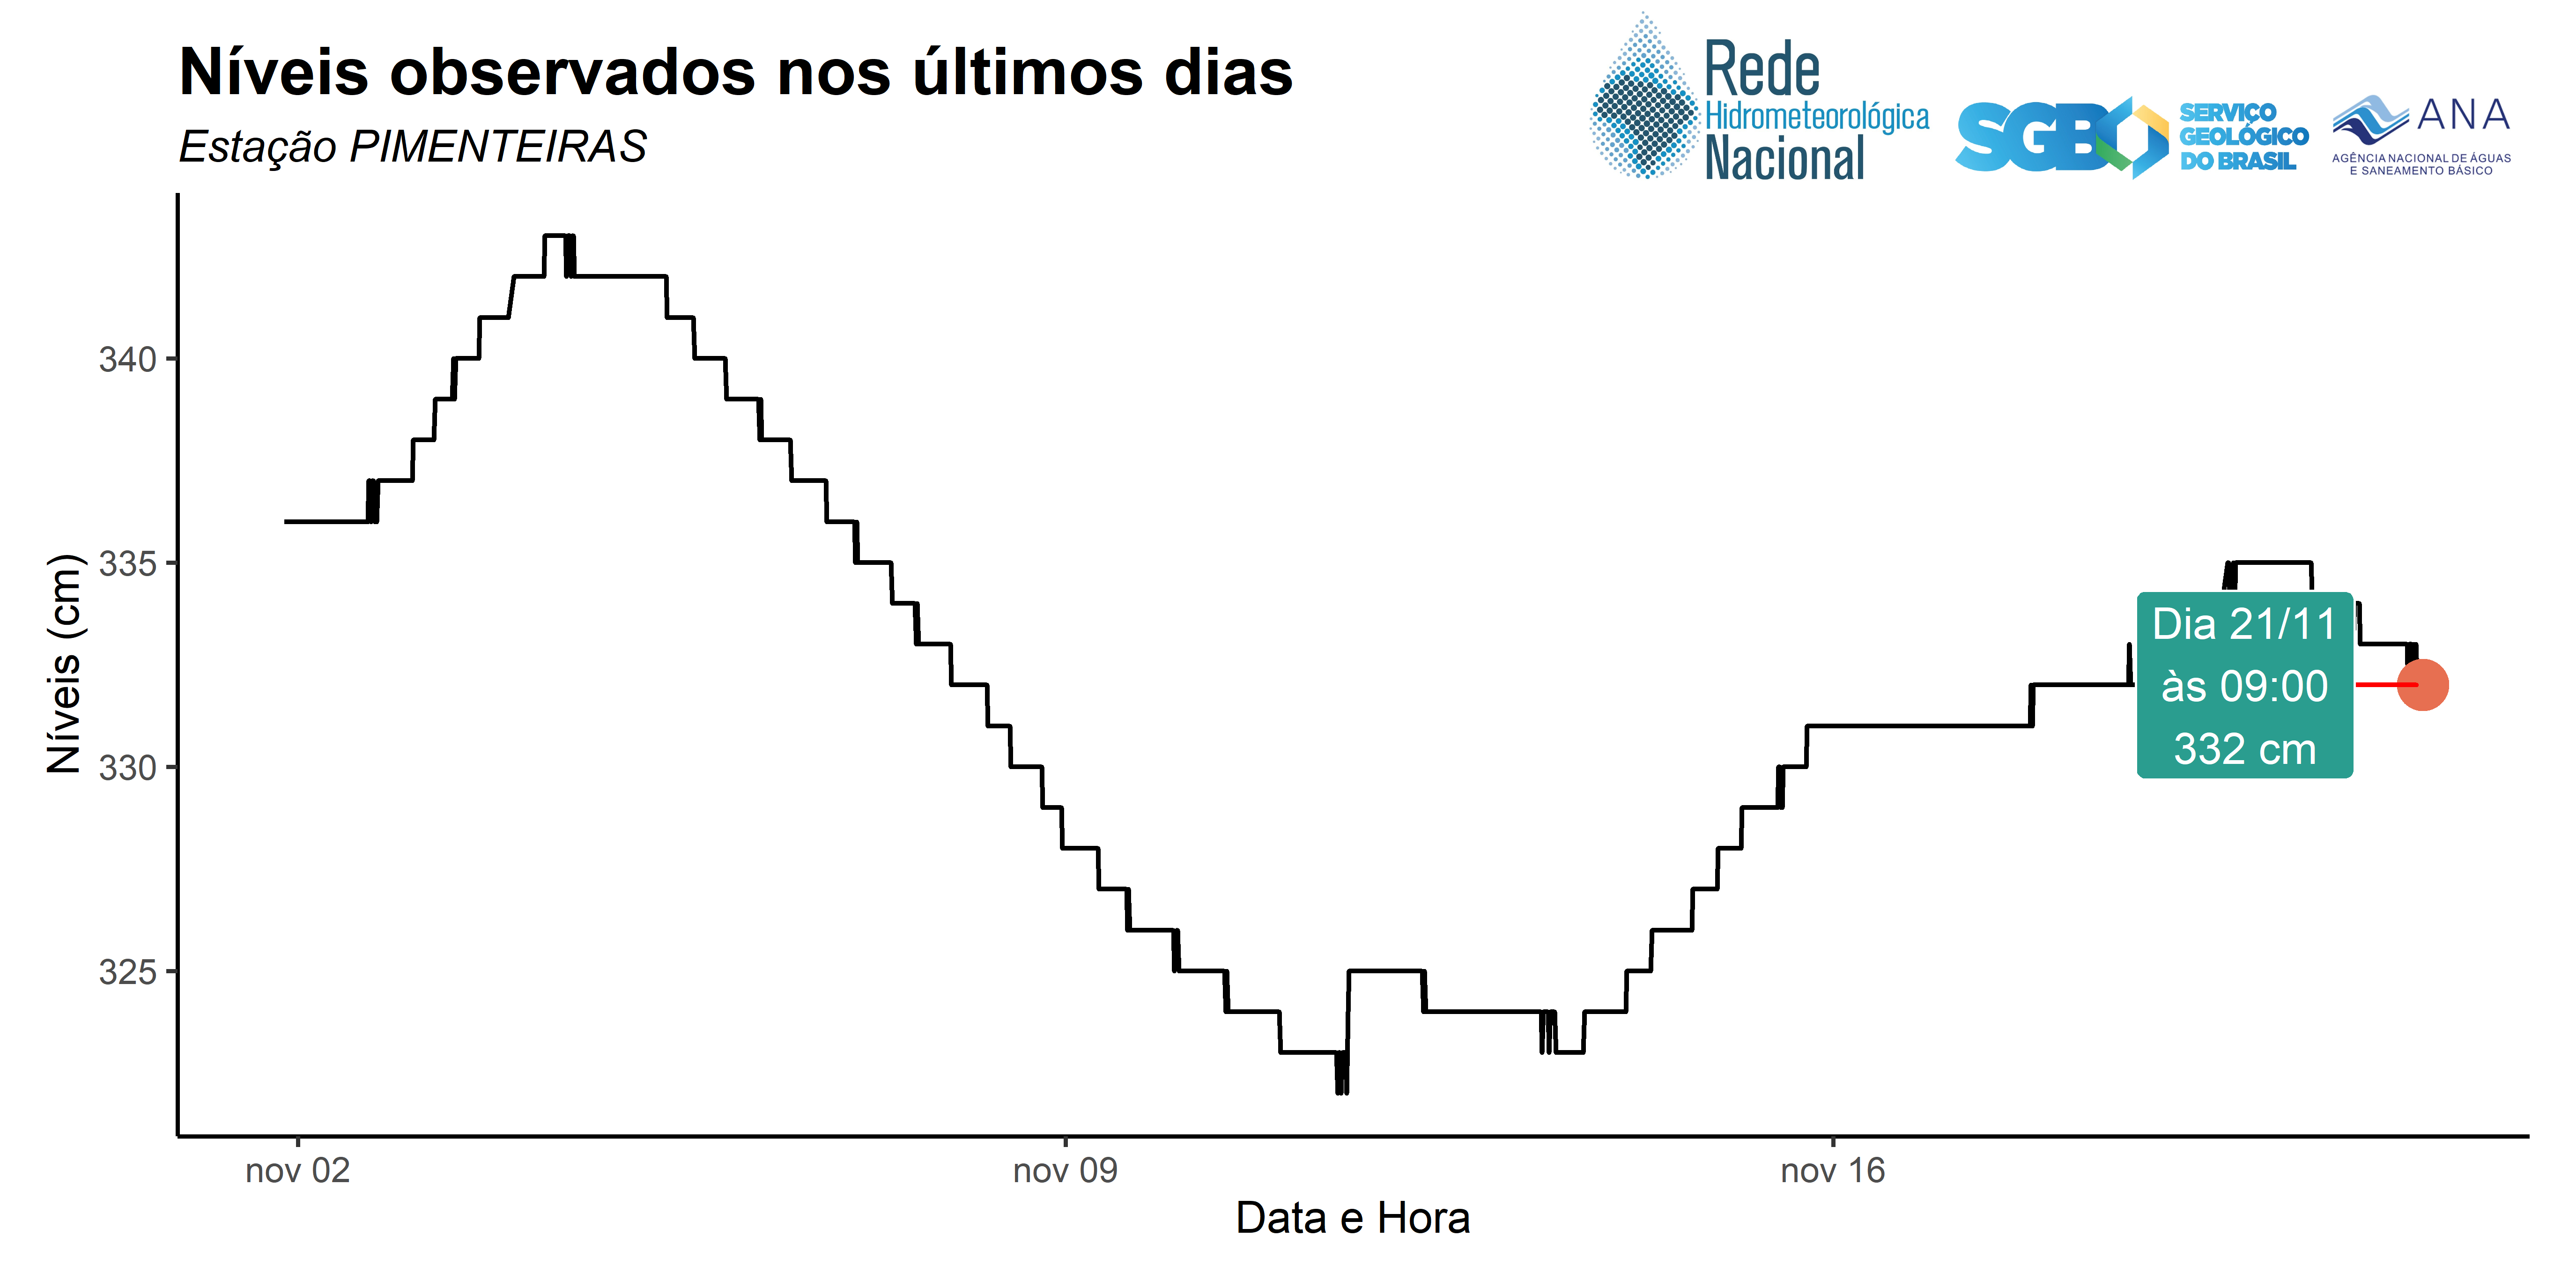 Níveis observados nos últimos dias
Estação PIMENTEIRAS
Rede
Hidrometeorológica
Nacional
SGB
SERVIÇO
GEOLÓGICO
DO BRASIL
ANA
AGÊNCIA NACIONAL DE ÁGUAS
E SANEAMENTO BÁSICO
Níveis (cm)
340
335
330
325
Dia 21/11
às 09:00
332 cm
nov 02
nov 09
nov 16
Data e Hora